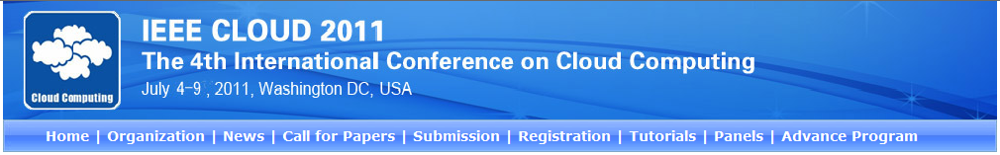 IEEE CLOUD 2011
The 4th International Conference on Cloud Computing
July 4-9 , 2011, Washington DC, USA
Cloud Computing
Home | Organization | News | Call for Papers | Submission | Registration | Tutorials | Panels | Advance Program